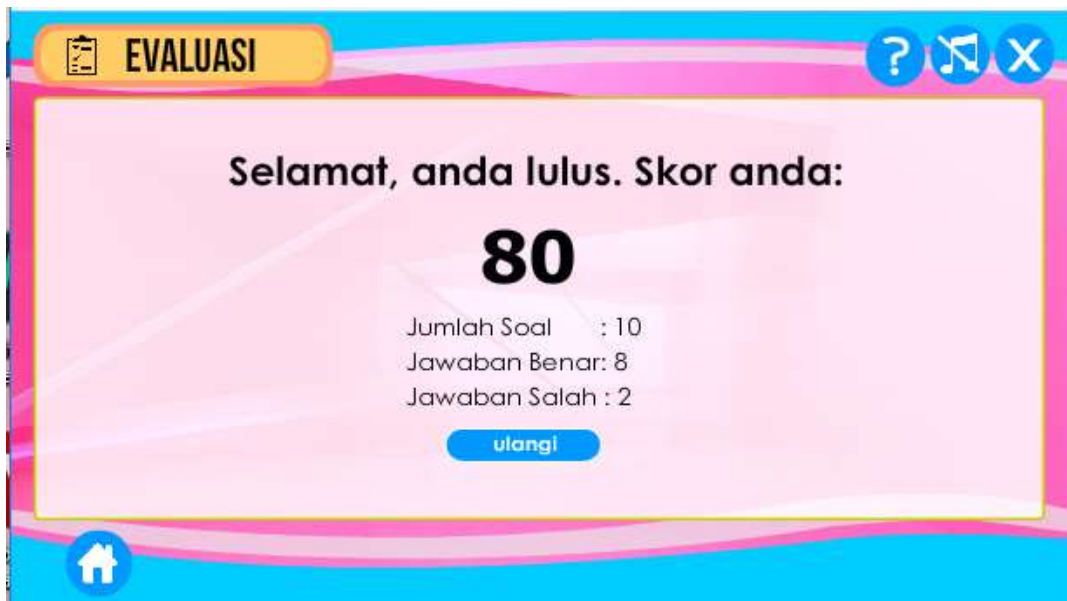 EVALUASI
Selamat, anda lulus. Skor anda:
80
Jumlah Soal : 10
Jawaban Benar: 8
Jawaban Salah : 2
ulangi